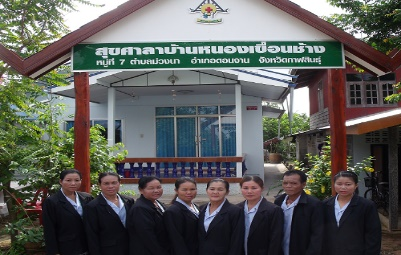 สุขศาลาบ้านหนองเขื่อนช้าง
หมู่ที่ 7 ตำบลม่วงนา อำเภอดอนจาน จังหวัดกาฬสินธุ์